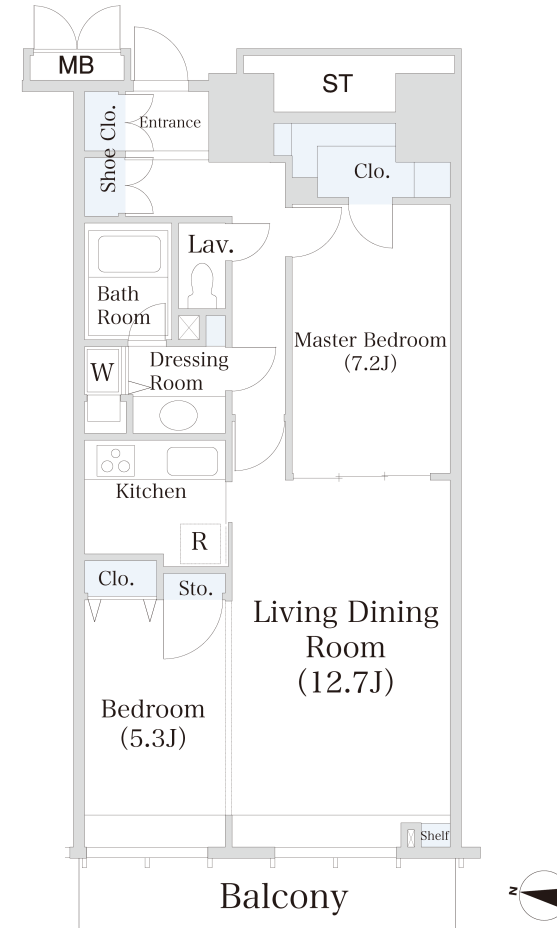 MB
ST
Entrance
Shoe Clo.
Clo.
Lav.
Bath
Room
Master Bedroom
(7.2J)
Dressing
Room
W
Kitchen
R
Clo.
Sto.
Living Dining
Room
(12.7J)
Bedroom
(5.3J)
Shelf
Balcony
N